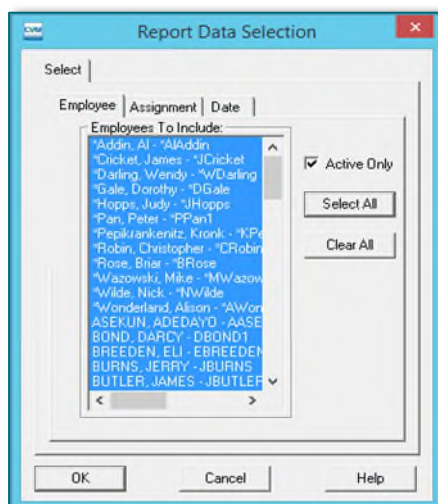 CVM
Report Data Selection
Select
Employee Assignment Date
Employees To Include:
*Addin, Al - *AlAddin
*Cricket, James - *JCricket
*Darling, Wendy - *WDarling
*Gale, Dorothy - *DGale
*Hopps, Judy - *JHopps
*Pan, Peter - *PPan1
*Pepikrankenitz, Kronk - *KPe
*Robin, Christopher - *CRobin
*Rose, Briar - *BRose
*Wazowski, Mike - *MWazow
*Wilde, Nick - *NWilde
*Wonderland, Alison - *AWon
ASEKUN, ADEDAYO - AASE
BOND, DARCY - DBOND1
BREEDEN, ELI - EBREEDEN
BURNS, JERRY - JBURNS
BUTLER, JAMES - JBUTLER
Active Only
Select All
Clear All
OK Cancel Help